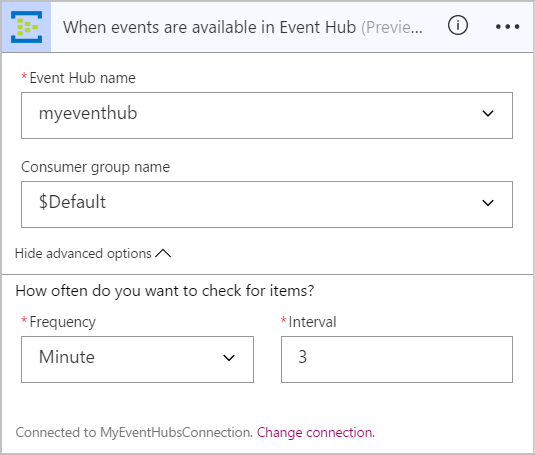 When events are available in Event Hub (Previe...
*Event Hub name
myeventhub
Consumer group name
$Default
Hide advanced options
How often do you want to check for items?
*Frequency
*Interval
Minute
3
Connected to MyEventHubsConnection. Change connection.